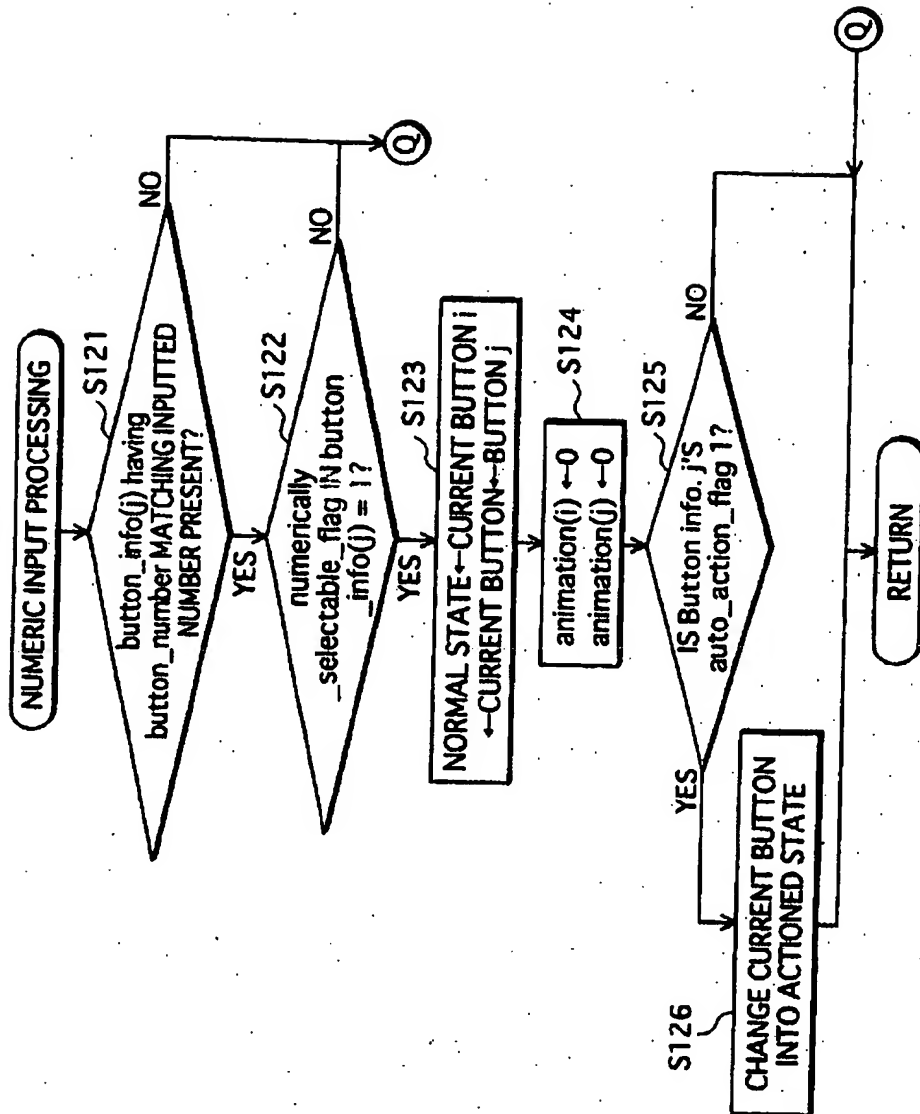 NUMERIC INPUT PROCESSING
S121
button_info(j) having
button_number MATCHING INPUTTED
NUMBER PRESENT?
NO
YES
S122
numerically
_selectable_flag IN button
_info(j) = 1?
NO
Q
YES
S123
NORMAL STATE←CURRENT BUTTON i
←CURRENT BUTTON←BUTTON j
S124
animation(i) ←0
animation(j) ←0
S125
IS Button info. j'S
auto_action_flag 1?
NO
YES
S126
CHANGE CURRENT BUTTON
INTO ACTIONED STATE
Q
RETURN